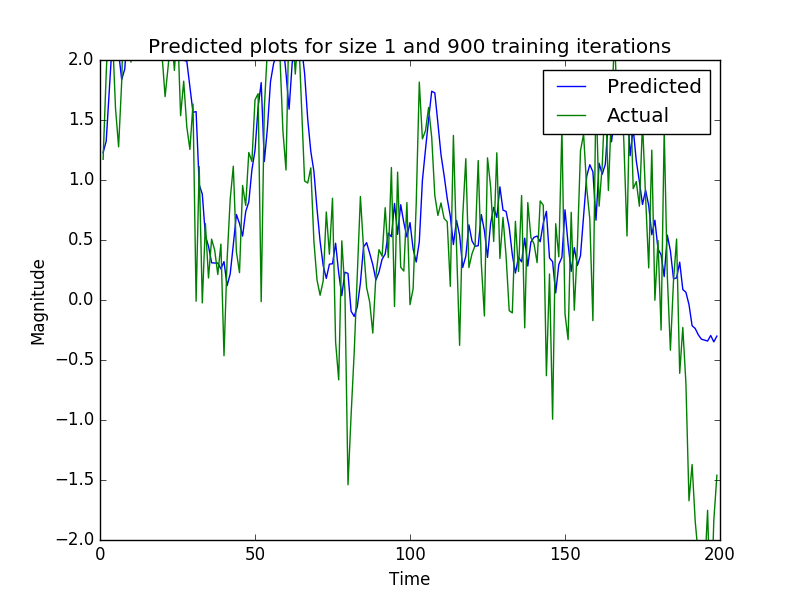 Predicted plots for size 1 and 900 training iterations
Predicted
Actual
2.0
1.5
1.0
0.5
0.0
−0.5
−1.0
−1.5
−2.0
Magnitude
0 50 100 150 200
Time